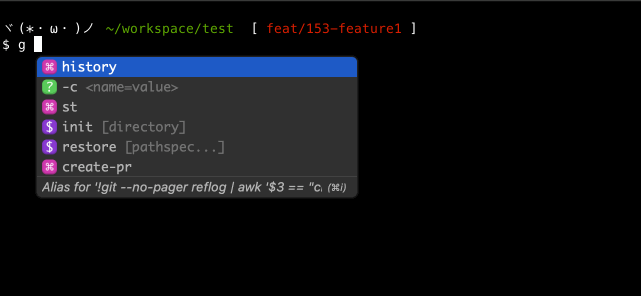 ヾ(*・ω・)ノ ~/workspace/test [ feat/153-feature1 ]
$ g
⌘ history
? -c <name=value>
⌘ st
$ init [directory]
$ restore [pathspec...]
⌘ create-pr
Alias for '!git --no-pager reflog | awk '$3 == "c (⌘i)